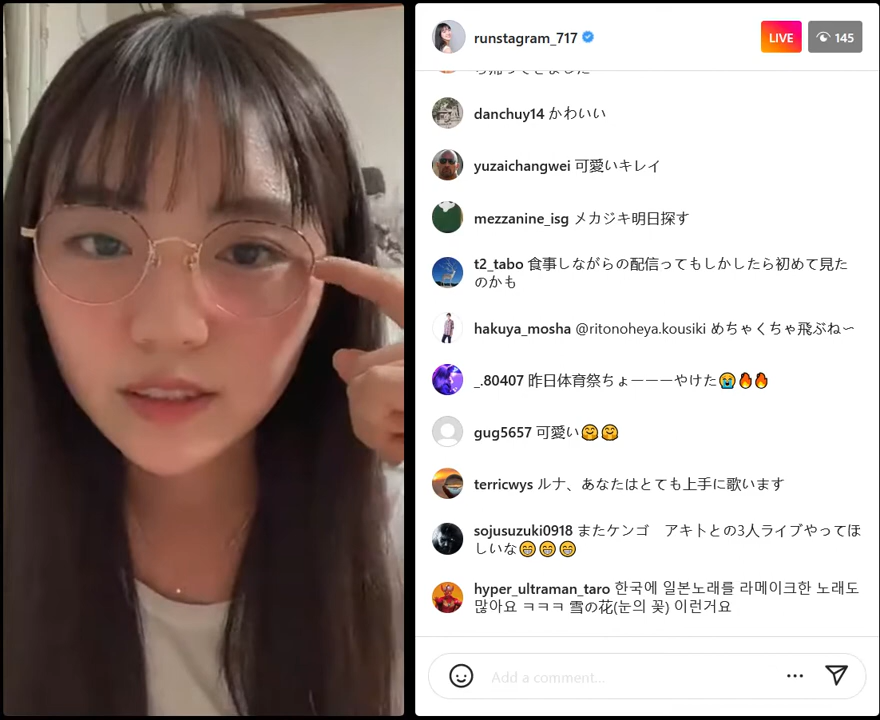 runstagram_717
LIVE
145
danchuy14 かわいい
yuzaichangwei 可愛いキレイ
mezzanine_isg メカジキ明日探す
t2_tabo 食事しながらの配信ってもしかしたら初めて見た
のかも
hakuya_mosha @ritonoheya.kousiki めちゃくちゃ飛ぶね〜
_.80407 昨日体育祭ちょーーーやけた😭🔥🔥
gug5657 可愛い🤗🤗
terricwys ルナ、あなたはとても上手に歌います
sojusuzuki0918 またケンゴ　アキトとの3人ライブやってほ
しいな😁😁😁
hyper_ultraman_taro 한국에 일본노래를 라메이크한 노래도
많아요 ㅋㅋㅋ 雪の花(눈의 꽃) 이런거요
Add a comment...